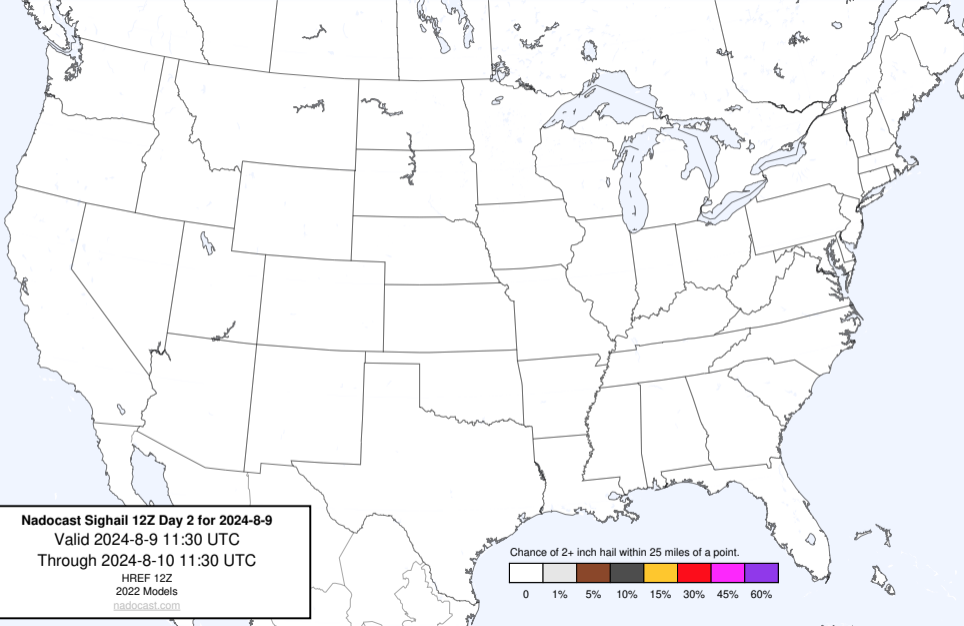 Nadocast Sighail 12Z Day 2 for 2024-8-9
Valid 2024-8-9 11:30 UTC
Through 2024-8-10 11:30 UTC
HREF 12Z
2022 Models
nadocast.com
Chance of 2+ inch hail within 25 miles of a point.
0 1% 5% 10% 15% 30% 45% 60%